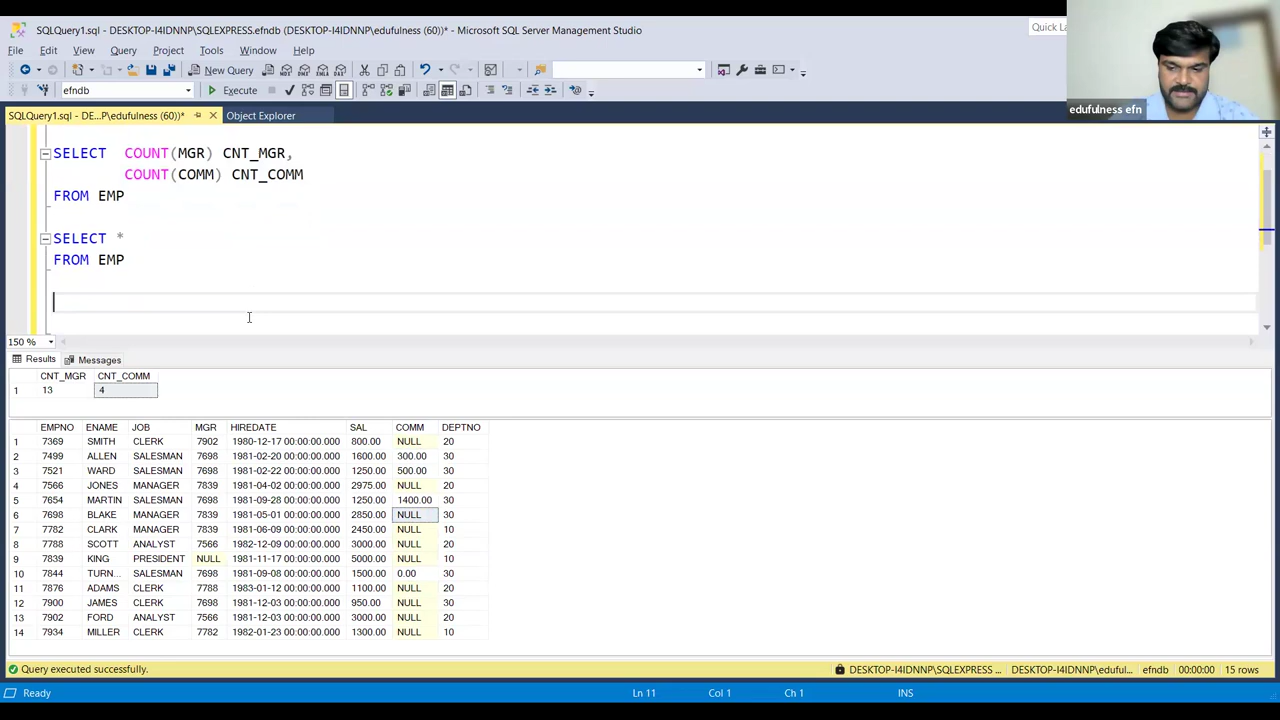 SQLQuery1.sql - DESKTOP-I4IDNNP\SQLEXPRESS.efndb (DESKTOP-I4IDNNP\edufulness (60))* - Microsoft SQL Server Management Studio
File Edit View Query Project Tools Window Help
New Query
efndb Execute
SQLQuery1.sql - DE...P\edufulness (60))* Object Explorer
edufulness efn
SELECT COUNT(MGR) CNT_MGR,
COUNT(COMM) CNT_COMM
FROM EMP
SELECT *
FROM EMP
150 %
Results Messages
CNT_MGR CNT_COMM
1 13 4
EMPNO ENAME JOB MGR HIREDATE SAL COMM DEPTNO
1 7369 SMITH CLERK 7902 1980-12-17 00:00:00.000 800.00 NULL 20
2 7499 ALLEN SALESMAN 7698 1981-02-20 00:00:00.000 1600.00 300.00 30
3 7521 WARD SALESMAN 7698 1981-02-22 00:00:00.000 1250.00 500.00 30
4 7566 JONES MANAGER 7839 1981-04-02 00:00:00.000 2975.00 NULL 20
5 7654 MARTIN SALESMAN 7698 1981-09-28 00:00:00.000 1250.00 1400.00 30
6 7698 BLAKE MANAGER 7839 1981-05-01 00:00:00.000 2850.00 NULL 30
7 7782 CLARK MANAGER 7839 1981-06-09 00:00:00.000 2450.00 NULL 10
8 7788 SCOTT ANALYST 7566 1982-12-09 00:00:00.000 3000.00 NULL 20
9 7839 KING PRESIDENT NULL 1981-11-17 00:00:00.000 5000.00 NULL 10
10 7844 TURN... SALESMAN 7698 1981-09-08 00:00:00.000 1500.00 0.00 30
11 7876 ADAMS CLERK 7788 1983-01-12 00:00:00.000 1100.00 NULL 20
12 7900 JAMES CLERK 7698 1981-12-03 00:00:00.000 950.00 NULL 30
13 7902 FORD ANALYST 7566 1981-12-03 00:00:00.000 3000.00 NULL 20
14 7934 MILLER CLERK 7782 1982-01-23 00:00:00.000 1300.00 NULL 10
Query executed successfully. DESKTOP-I4IDNNP\SQLEXPRESS ... DESKTOP-I4IDNNP\eduful... efndb 00:00:00 15 rows
Ready Ln 11 Col 1 Ch 1 INS